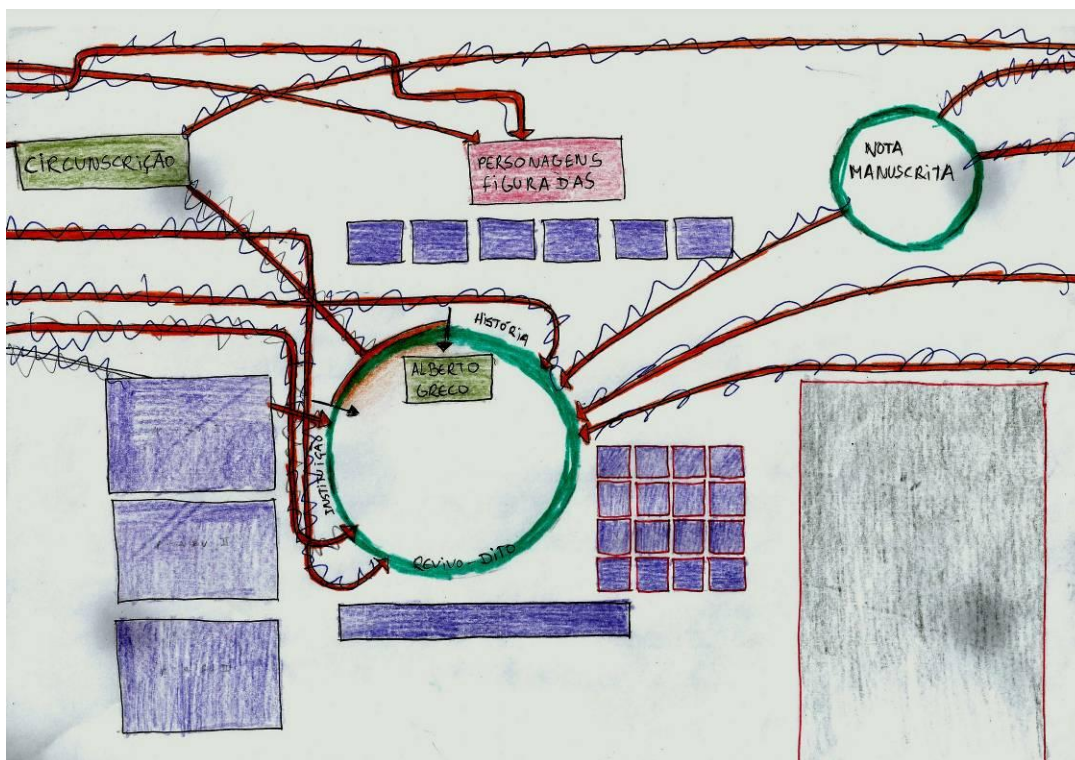 CIRCUNSCRIÇÃO
PERSONAGENS
FIGURADAS
NOTA
MANUSCRITA
HISTÓRIA
ALBERTO
GRECO
INSTITUIÇÃO
REVIVO - DITO